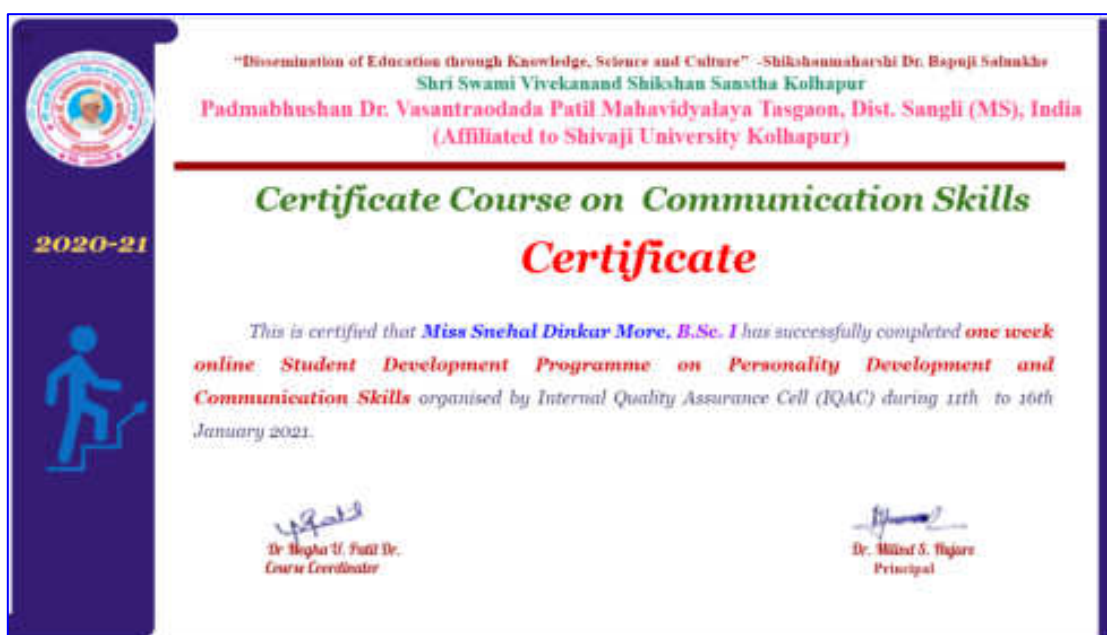 "Dissemination of Education through Knowledge, Science and Culture" -Shikshanmaharshi Dr. Bapuji Salunkhe
Shri Swami Vivekanand Shikshan Sanstha Kolhapur
Padmabhushan Dr. Vasantraodada Patil Mahavidyalaya Tasgaon, Dist. Sangli (MS), India
(Affiliated to Shivaji University Kolhapur)
Certificate Course on Communication Skills
2020-21
Certificate
This is certified that Miss Snehal Dinkar More, B.Sc. I has successfully completed one week
online Student Development Programme on Personality Development and
Communication Skills organised by Internal Quality Assurance Cell (IQAC) during 11th to 16th
January 2021.
Dr Megha V. Patil Dr.
Course Coordinator
Dr. Milind S. Hujare
Principal